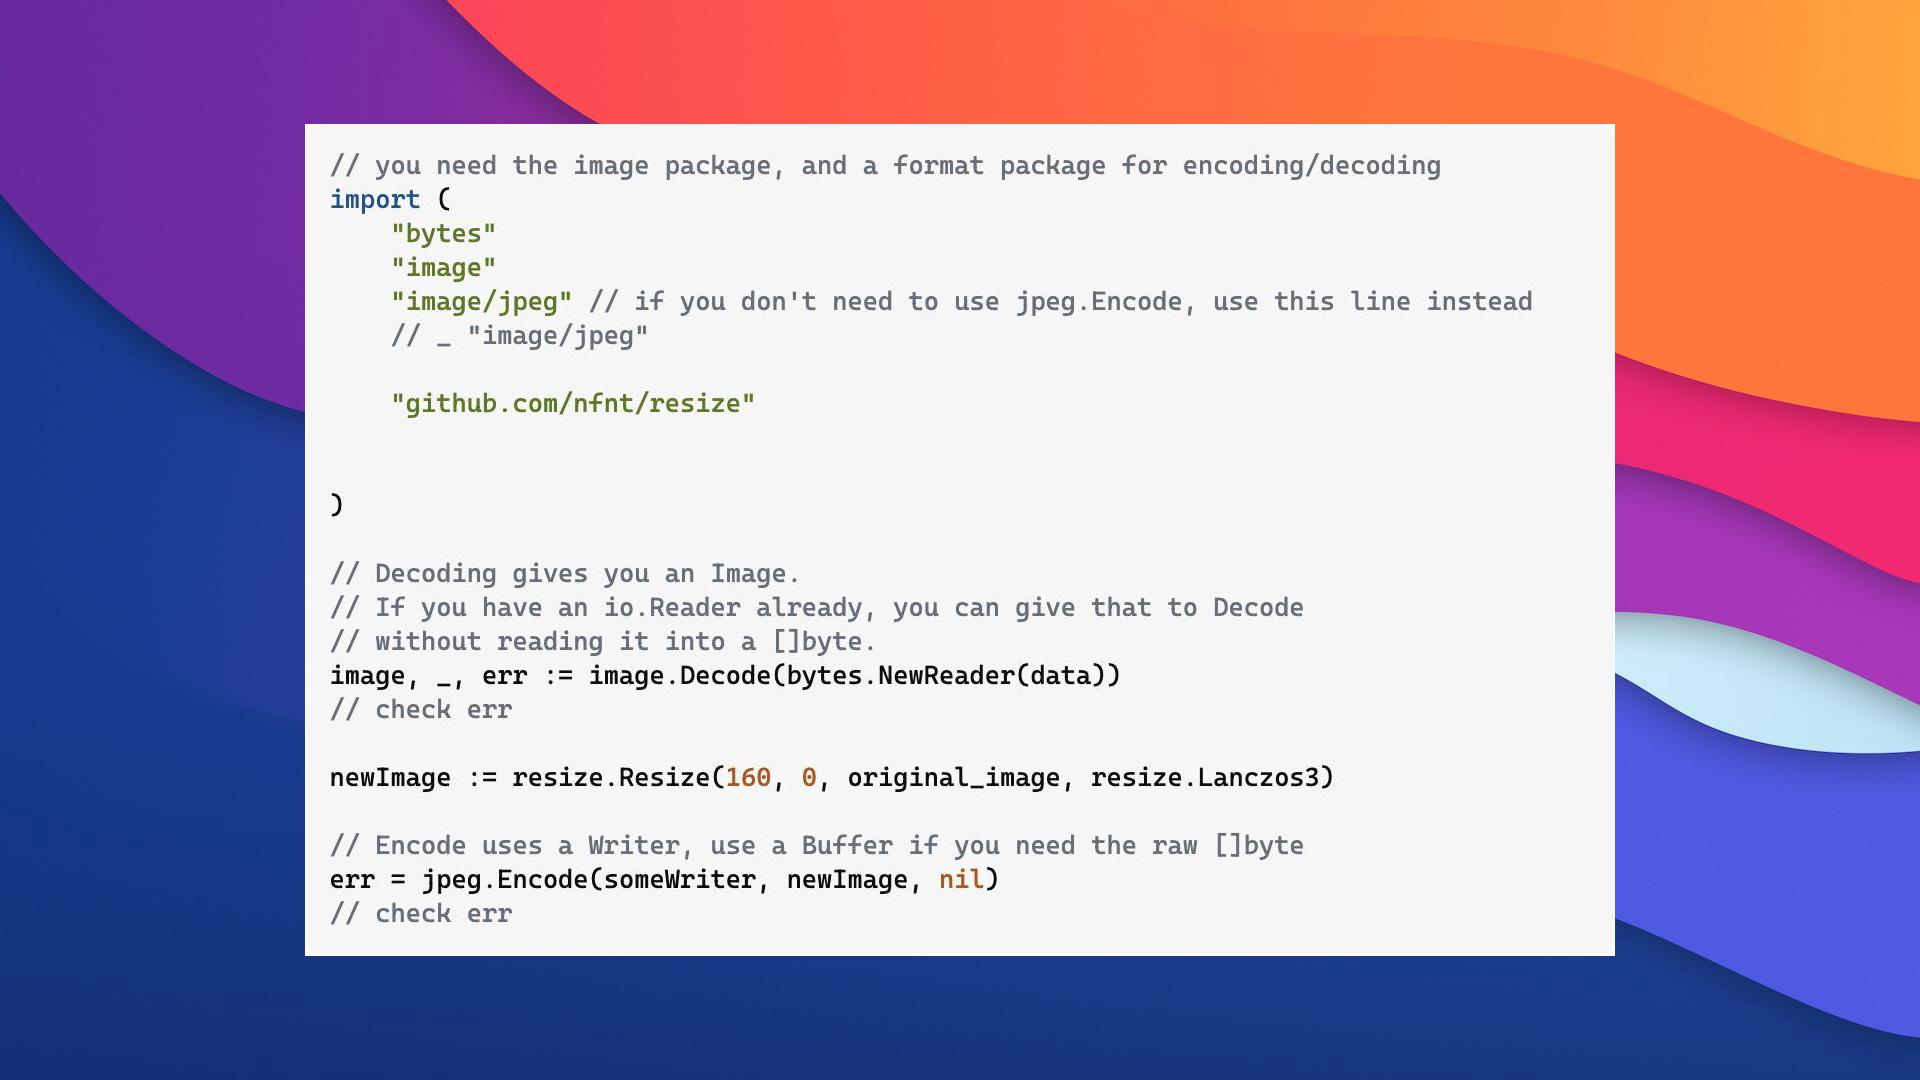 // you need the image package, and a format package for encoding/decoding
import (
    "bytes"
    "image"
    "image/jpeg" // if you don't need to use jpeg.Encode, use this line instead
    // _ "image/jpeg"
    "github.com/nfnt/resize"
)
// Decoding gives you an Image.
// If you have an io.Reader already, you can give that to Decode
// without reading it into a []byte.
image, _, err := image.Decode(bytes.NewReader(data))
// check err
newImage := resize.Resize(160, 0, original_image, resize.Lanczos3)
// Encode uses a Writer, use a Buffer if you need the raw []byte
err = jpeg.Encode(someWriter, newImage, nil)
// check err